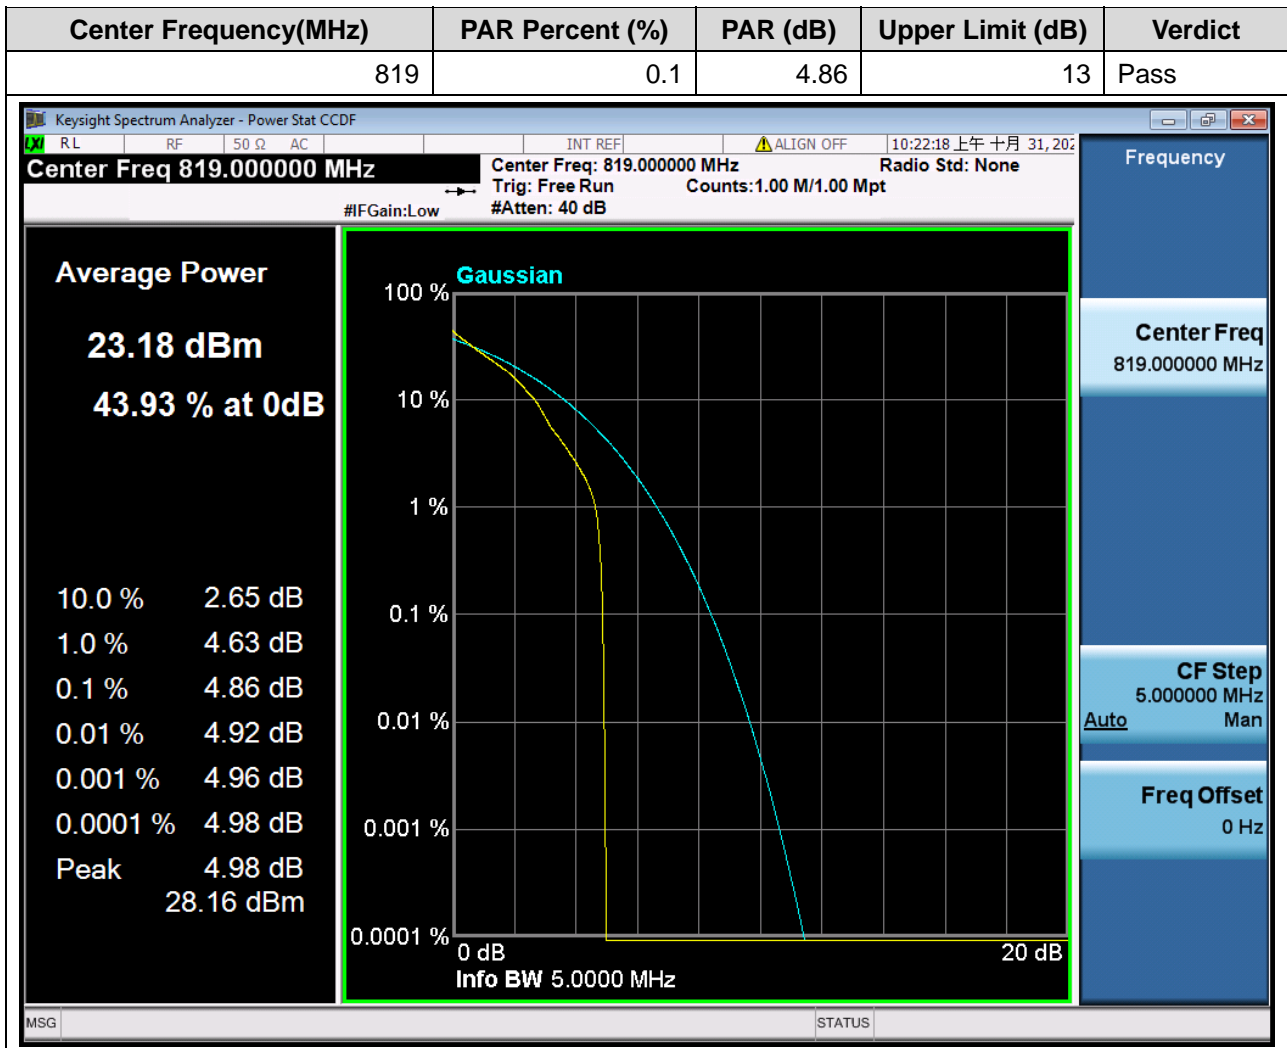 Center Frequency(MHz) PAR Percent (%) PAR (dB) Upper Limit (dB) Verdict
819 0.1 4.86 13 Pass
Keysight Spectrum Analyzer - Power Stat CCDF
LXI RL RF 50 Ω AC INT REF ALIGN OFF 10:22:18 上午 十月 31, 202
Center Freq 819.000000 MHz
Center Freq: 819.000000 MHz Radio Std: None
Trig: Free Run Counts:1.00 M/1.00 Mpt
#IFGain:Low #Atten: 40 dB
Average Power
23.18 dBm
43.93 % at 0dB
10.0 % 2.65 dB
1.0 % 4.63 dB
0.1 % 4.86 dB
0.01 % 4.92 dB
0.001 % 4.96 dB
0.0001 % 4.98 dB
Peak 4.98 dB
28.16 dBm
Gaussian
100 %
10 %
1 %
0.1 %
0.01 %
0.001 %
0.0001 %
0 dB 20 dB
Info BW 5.0000 MHz
Frequency
Center Freq
819.000000 MHz
CF Step
5.000000 MHz
Auto Man
Freq Offset
0 Hz
MSG STATUS